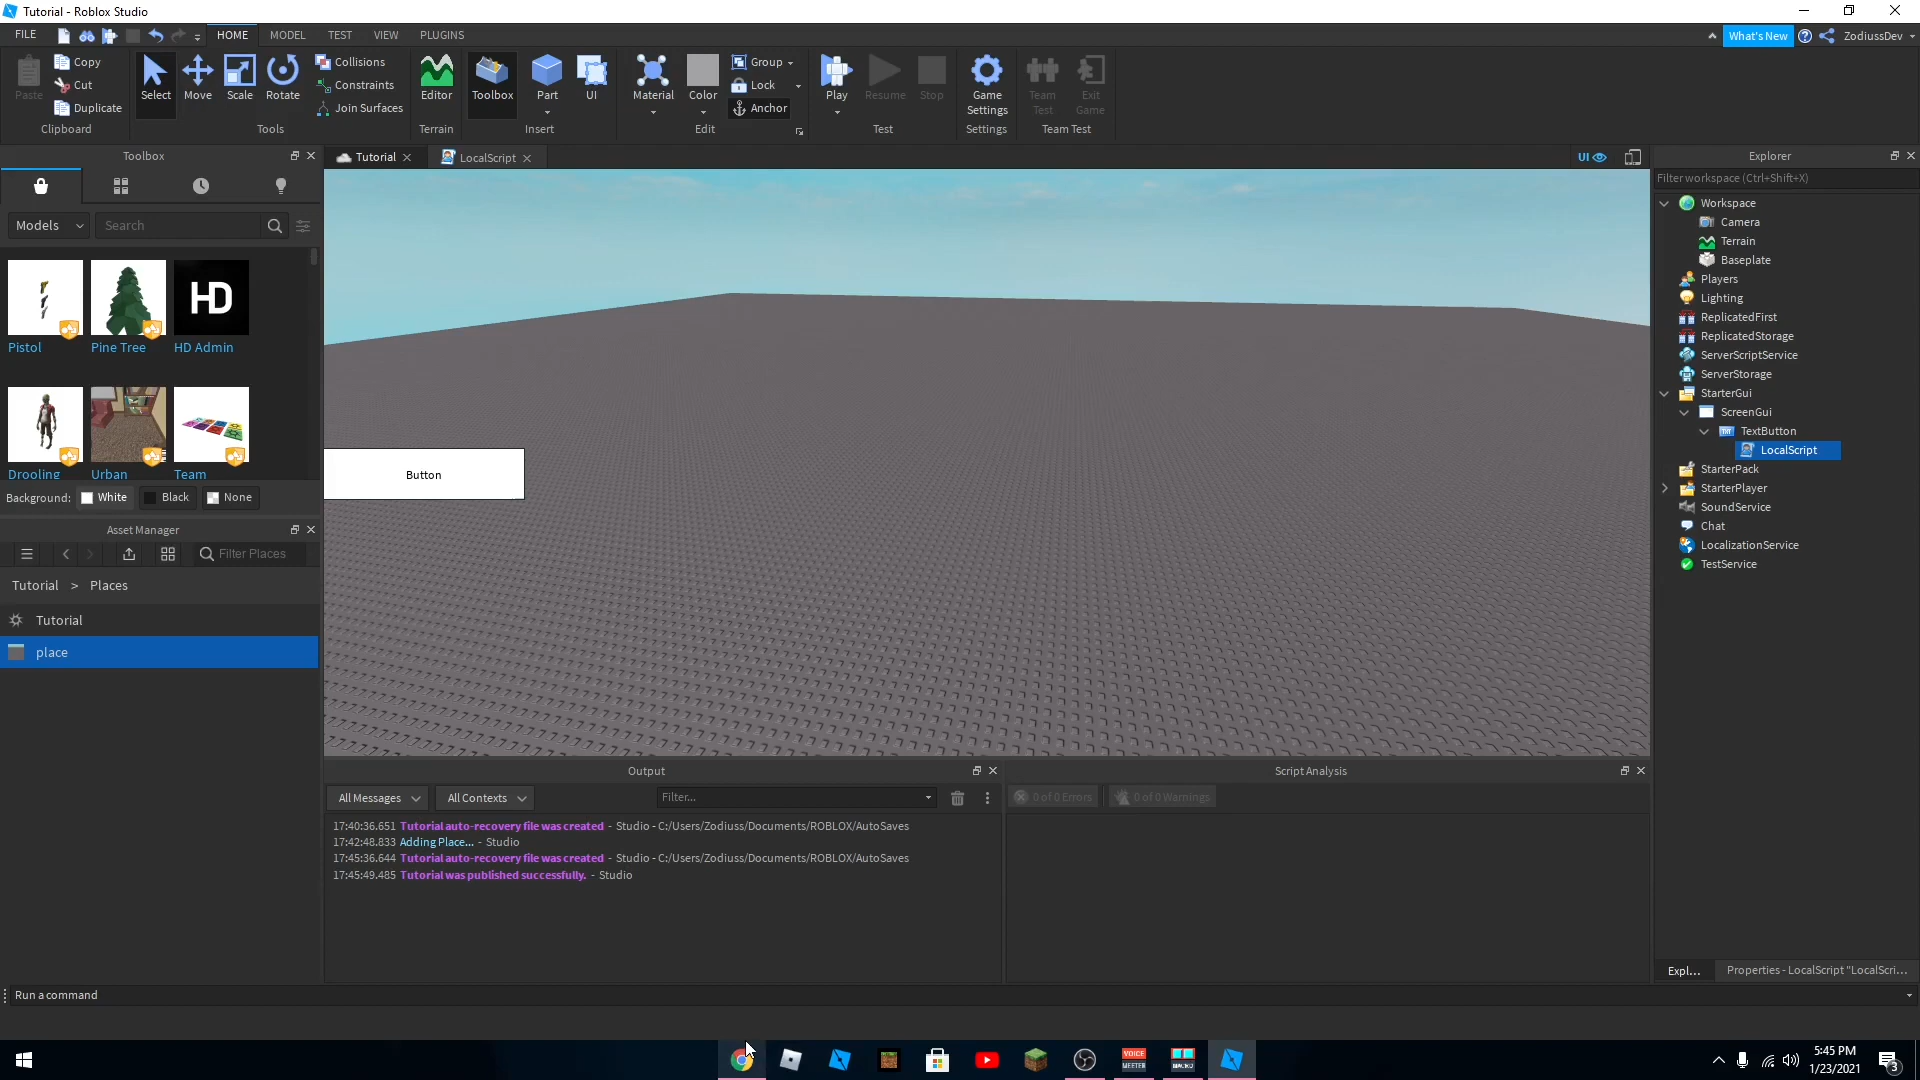 Tutorial - Roblox Studio
FILE
HOME
MODEL
TEST
VIEW
PLUGINS
What's New
ZodiussDev
Paste
Copy
Cut
Duplicate
Clipboard
Select
Move
Scale
Rotate
Collisions
Constraints
Join Surfaces
Tools
Editor
Terrain
Toolbox
Part
UI
Insert
Material
Color
Group
Lock
Anchor
Edit
Play
Resume
Stop
Test
Game
Settings
Settings
Team
Test
Exit
Game
Team Test
Toolbox
Tutorial
LocalScript
UI
Explorer
Filter workspace (Ctrl+Shift+X)
Models
Search
HD
Pistol
Pine Tree
HD Admin
Drooling
Urban
Team
Background:
White
Black
None
Asset Manager
Filter Places
Tutorial > Places
Tutorial
place
Button
Workspace
Camera
Terrain
Baseplate
Players
Lighting
ReplicatedFirst
ReplicatedStorage
ServerScriptService
ServerStorage
StarterGui
ScreenGui
TextButton
LocalScript
StarterPack
StarterPlayer
SoundService
Chat
LocalizationService
TestService
Output
All Messages
All Contexts
Filter...
17:40:36.651 Tutorial auto-recovery file was created - Studio - C:/Users/Zodiuss/Documents/ROBLOX/AutoSaves
17:42:48.833 Adding Place... - Studio
17:45:36.644 Tutorial auto-recovery file was created - Studio - C:/Users/Zodiuss/Documents/ROBLOX/AutoSaves
17:45:49.485 Tutorial was published successfully. - Studio
Script Analysis
0 of 0 Errors
0 of 0 Warnings
Expl...
Properties - LocalScript "LocalScri...
Run a command
VOICE
MEETER
MACRO
5:45 PM
1/23/2021
3